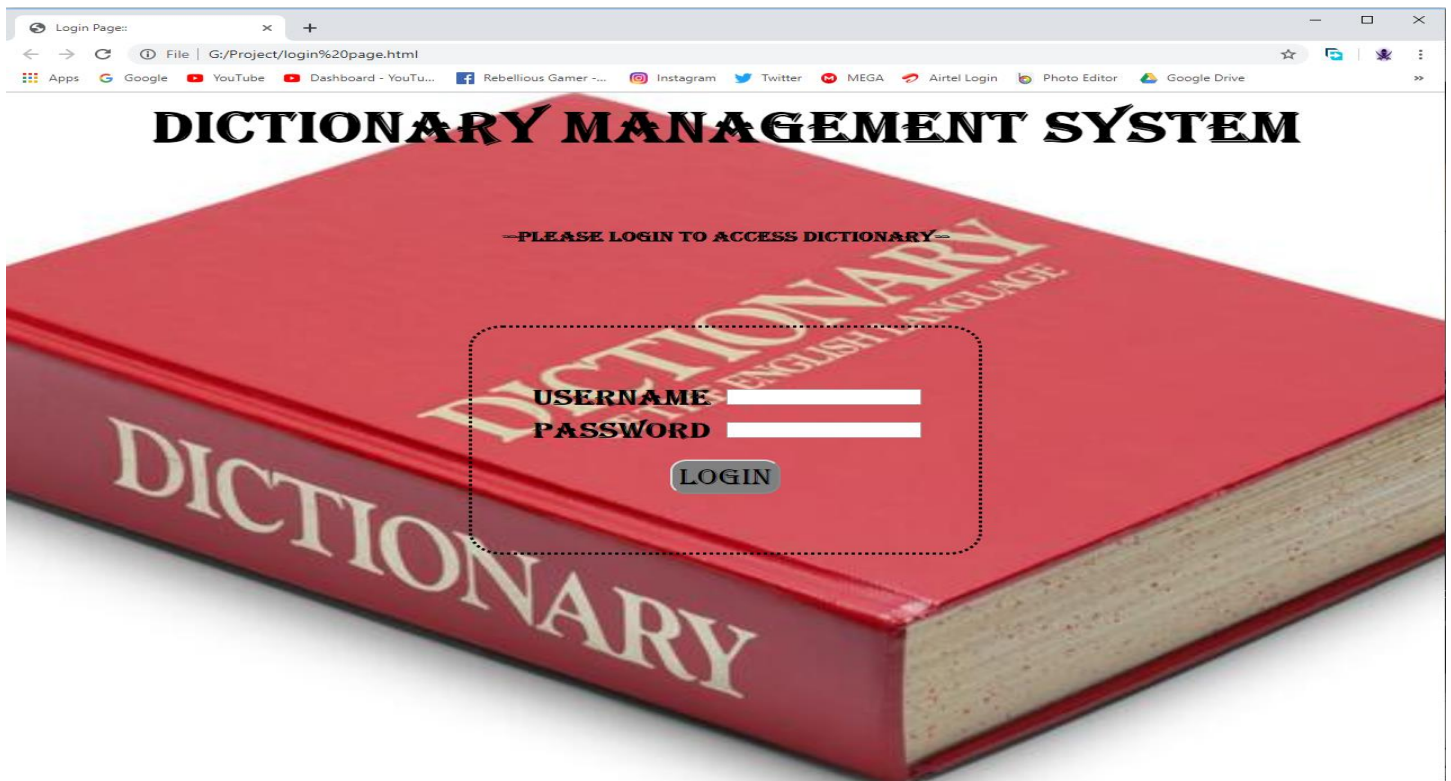 Login Page::
File | G:/Project/login%20page.html
Apps Google YouTube Dashboard - YouTu... Rebellious Gamer -... Instagram Twitter MEGA Airtel Login Photo Editor Google Drive »
DICTIONARY MANAGEMENT SYSTEM
--PLEASE LOGIN TO ACCESS DICTIONARY--
DICTIONARY
ENGLISH LANGUAGE
USERNAME
PASSWORD
LOGIN
DICTIONARY